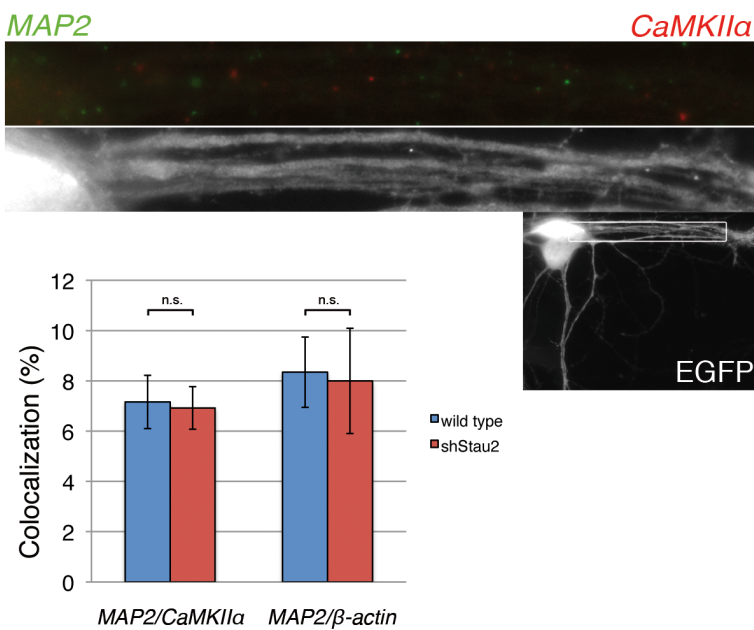 MAP2 CaMKIIα
EGFP
12
10
8
6
4
2
0
Colocalization (%)
n.s. n.s.
wild type
shStau2
MAP2/CaMKIIα MAP2/β-actin